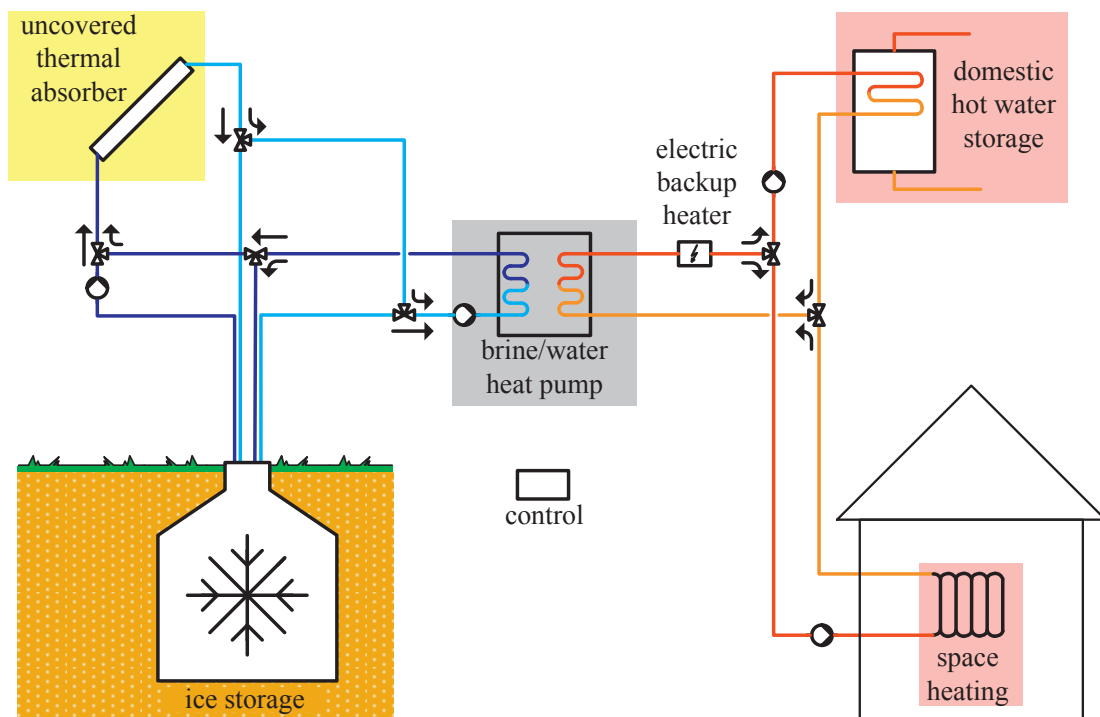 uncovered
thermal
absorber
electric
backup
heater
domestic
hot water
storage
brine/water
heat pump
control
ice storage
space
heating